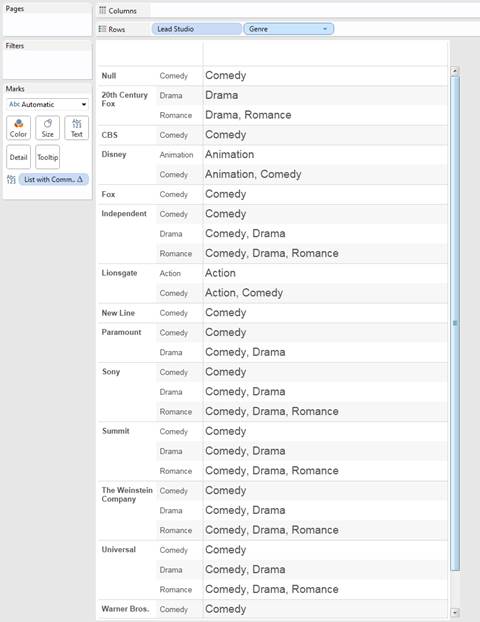 Pages
Columns
Rows Lead Studio Genre
Filters
Marks
Abc Automatic
Color Size Text
Detail Tooltip
List with Comm.. Δ
Null Comedy Comedy
20th Century Fox Drama Drama
Romance Drama, Romance
CBS Comedy Comedy
Disney Animation Animation
Comedy Animation, Comedy
Fox Comedy Comedy
Independent Comedy Comedy
Drama Comedy, Drama
Romance Comedy, Drama, Romance
Lionsgate Action Action
Comedy Action, Comedy
New Line Comedy Comedy
Paramount Comedy Comedy
Drama Comedy, Drama
Sony Comedy Comedy
Drama Comedy, Drama
Romance Comedy, Drama, Romance
Summit Comedy Comedy
Drama Comedy, Drama
Romance Comedy, Drama, Romance
The Weinstein Company Comedy Comedy
Drama Comedy, Drama
Romance Comedy, Drama, Romance
Universal Comedy Comedy
Drama Comedy, Drama
Romance Comedy, Drama, Romance
Warner Bros. Comedy Comedy